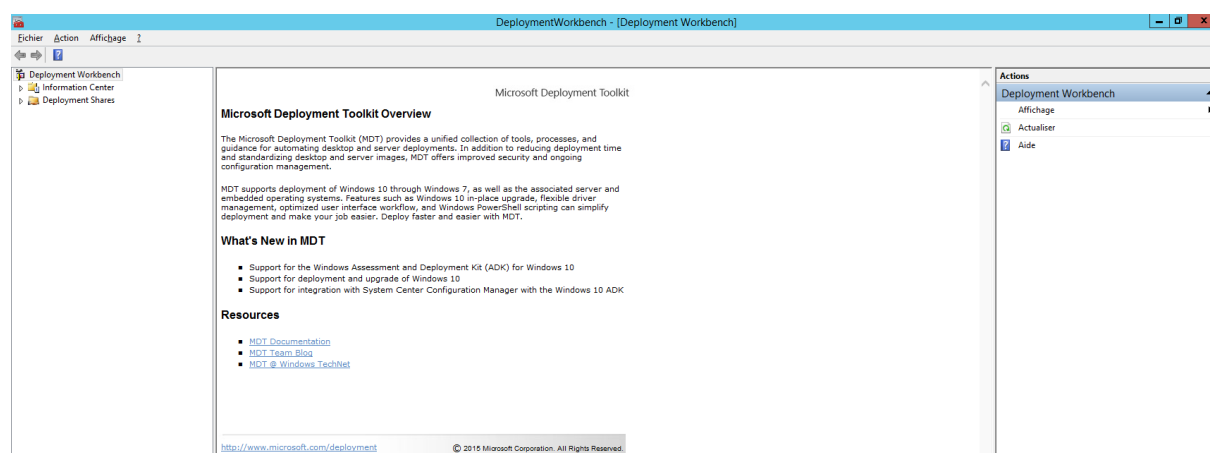 DeploymentWorkbench - [Deployment Workbench]
Fichier Action Affichage ?
Deployment Workbench
Information Center
Deployment Shares
Microsoft Deployment Toolkit
Microsoft Deployment Toolkit Overview
The Microsoft Deployment Toolkit (MDT) provides a unified collection of tools, processes, and
guidance for automating desktop and server deployments. In addition to reducing deployment time
and standardizing desktop and server images, MDT offers improved security and ongoing
configuration management.
MDT supports deployment of Windows 10 through Windows 7, as well as the associated server and
embedded operating systems. Features such as Windows 10 in-place upgrade, flexible driver
management, optimized user interface workflow, and Windows PowerShell scripting can simplify
deployment and make your job easier. Deploy faster and easier with MDT.
What's New in MDT
Support for the Windows Assessment and Deployment Kit (ADK) for Windows 10
Support for deployment and upgrade of Windows 10
Support for integration with System Center Configuration Manager with the Windows 10 ADK
Resources
MDT Documentation
MDT Team Blog
MDT @ Windows TechNet
http://www.microsoft.com/deployment
© 2015 Microsoft Corporation. All Rights Reserved.
Actions
Deployment Workbench
Affichage
Actualiser
Aide